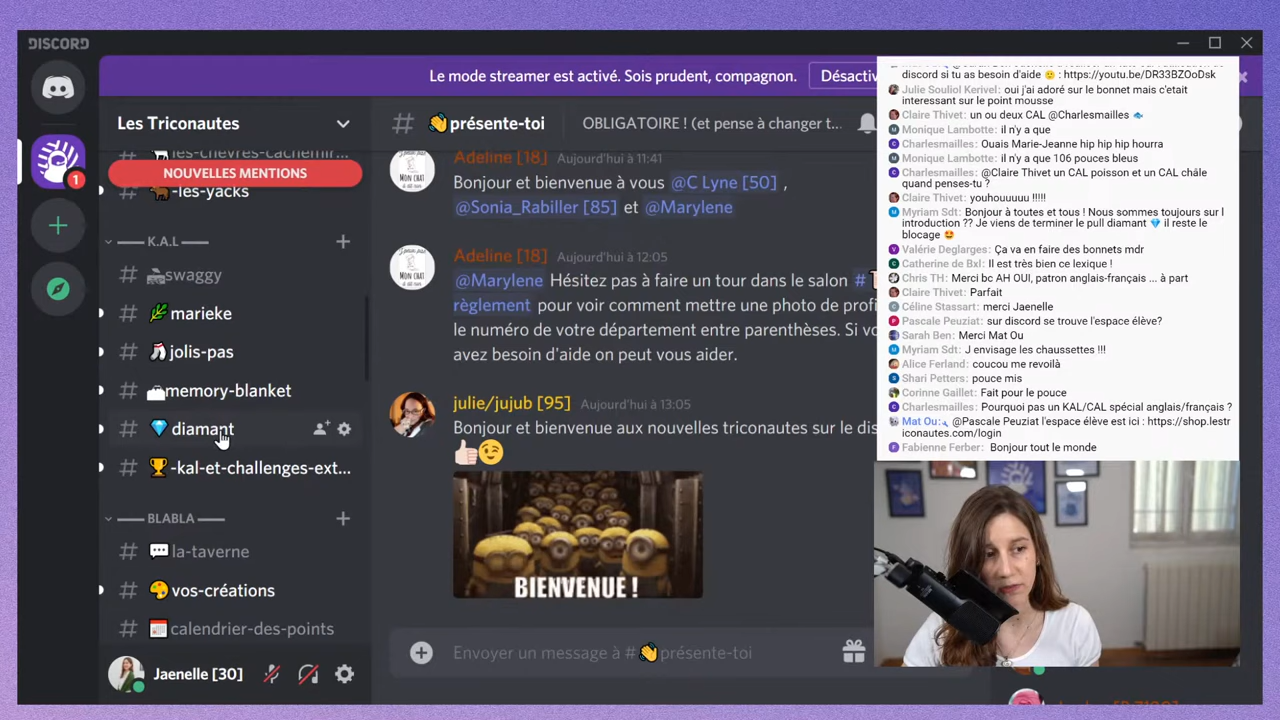 DISCORD
Le mode streamer est activé. Sois prudent, compagnon.
Désactiv
Les Triconautes
les-chèvres-cachemir...
NOUVELLES MENTIONS
1
-les-yacks
K.A.L
swaggy
marieke
jolis-pas
memory-blanket
diamant
-kal-et-challenges-ext...
BLABLA
la-taverne
vos-créations
calendrier-des-points
Jaenelle [30]
# présente-toi
OBLIGATOIRE ! (et pense à changer t...
Adeline [18] Aujourd'hui à 11:41
Bonjour et bienvenue à vous @C Lyne [50] ,
@Sonia_Rabiller [85] et @Marylene
Adeline [18] Aujourd'hui à 12:05
@Marylene Hésitez pas à faire un tour dans le salon #
règlement pour voir comment mettre une photo de profi
le numéro de votre département entre parenthèses. Si vo
avez besoin d'aide on peut vous aider.
julie/jujub [95] Aujourd'hui à 13:05
Bonjour et bienvenue aux nouvelles triconautes sur le dis
BIENVENUE !
Envoyer un message à # présente-toi
discord si tu as besoin d'aide : https://youtu.be/DR33BZOoDsk
Julie Souliol Kerivel: oui j'ai adoré sur le bonnet mais c'etait
interessant sur le point mousse
Claire Thivet: un ou deux CAL @Charlesmailles
Monique Lambotte: il n'y a que
Charlesmailles: Ouais Marie-Jeanne hip hip hip hourra
Monique Lambotte: il n'y a que 106 pouces bleus
Charlesmailles: @Claire Thivet un CAL poisson et un CAL châle
quand penses-tu ?
Claire Thivet: youhouuuuu !!!!!
Myriam Sdt: Bonjour à toutes et tous ! Nous sommes toujours sur l
introduction ?? Je viens de terminer le pull diamant il reste le
blocage
Valérie Deglarges: Ça va en faire des bonnets mdr
Catherine de Bxl: Il est très bien ce lexique !
Chris TH: Merci bc AH OUI, patron anglais-français ... à part
Claire Thivet: Parfait
Céline Stassart: merci Jaenelle
Pascale Peuziat: sur discord se trouve l'espace élève?
Sarah Ben: Merci Mat Ou
Myriam Sdt: J envisage les chaussettes !!!
Alice Ferland: coucou me revoilà
Shari Petters: pouce mis
Corinne Gaillet: Fait pour le pouce
Charlesmailles: Pourquoi pas un KAL/CAL spécial anglais/français ?
Mat Ou: @Pascale Peuziat l'espace élève est ici : https://shop.lestr
iconautes.com/login
Fabienne Ferber: Bonjour tout le monde